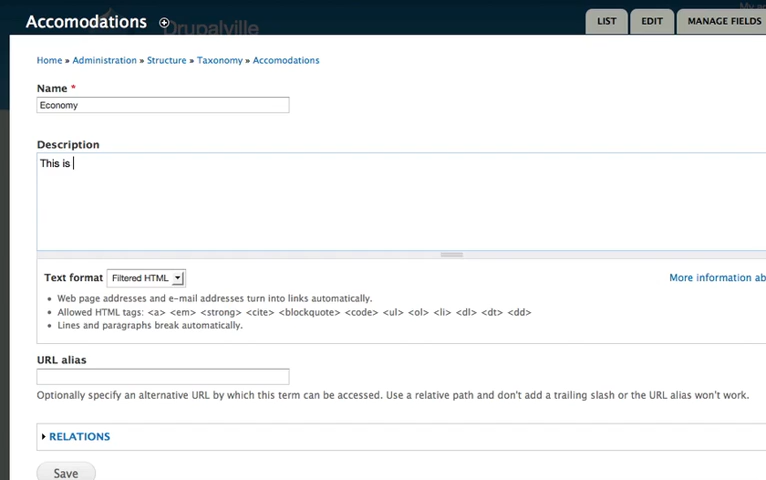 My a
Accomodations
Drupalville
LIST EDIT MANAGE FIELDS
Home » Administration » Structure » Taxonomy » Accomodations
Name *
Economy
Description
This is
Text format Filtered HTML
More information ab
Web page addresses and e-mail addresses turn into links automatically.
Allowed HTML tags: <a> <em> <strong> <cite> <blockquote> <code> <ul> <ol> <li> <dl> <dt> <dd>
Lines and paragraphs break automatically.
URL alias
Optionally specify an alternative URL by which this term can be accessed. Use a relative path and don't add a trailing slash or the URL alias won't work.
RELATIONS
Save